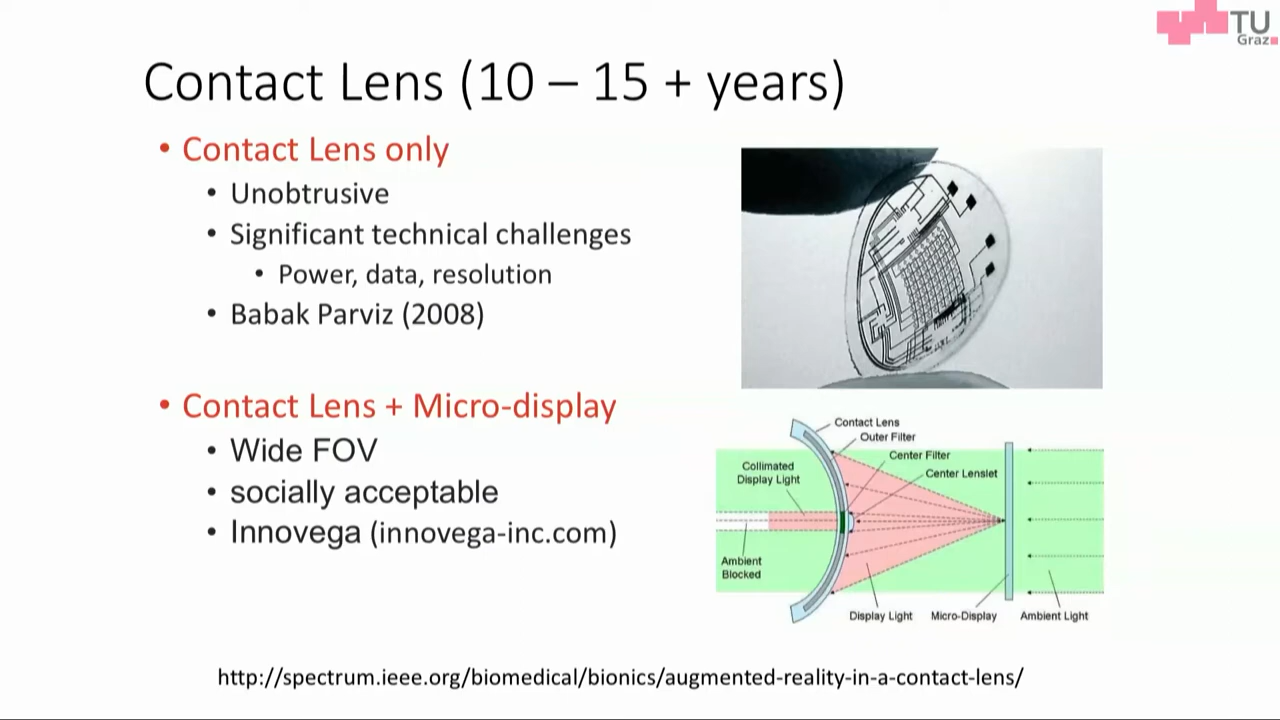 TU
Graz
Contact Lens (10 – 15 + years)
• Contact Lens only
• Unobtrusive
• Significant technical challenges
• Power, data, resolution
• Babak Parviz (2008)
• Contact Lens + Micro-display
• Wide FOV
• socially acceptable
• Innovega (innovega-inc.com)
Contact Lens
Outer Filter
Center Filter
Center Lenslet
Collimated
Display Light
Ambient
Blocked
Display Light
Micro-Display
Ambient Light
http://spectrum.ieee.org/biomedical/bionics/augmented-reality-in-a-contact-lens/